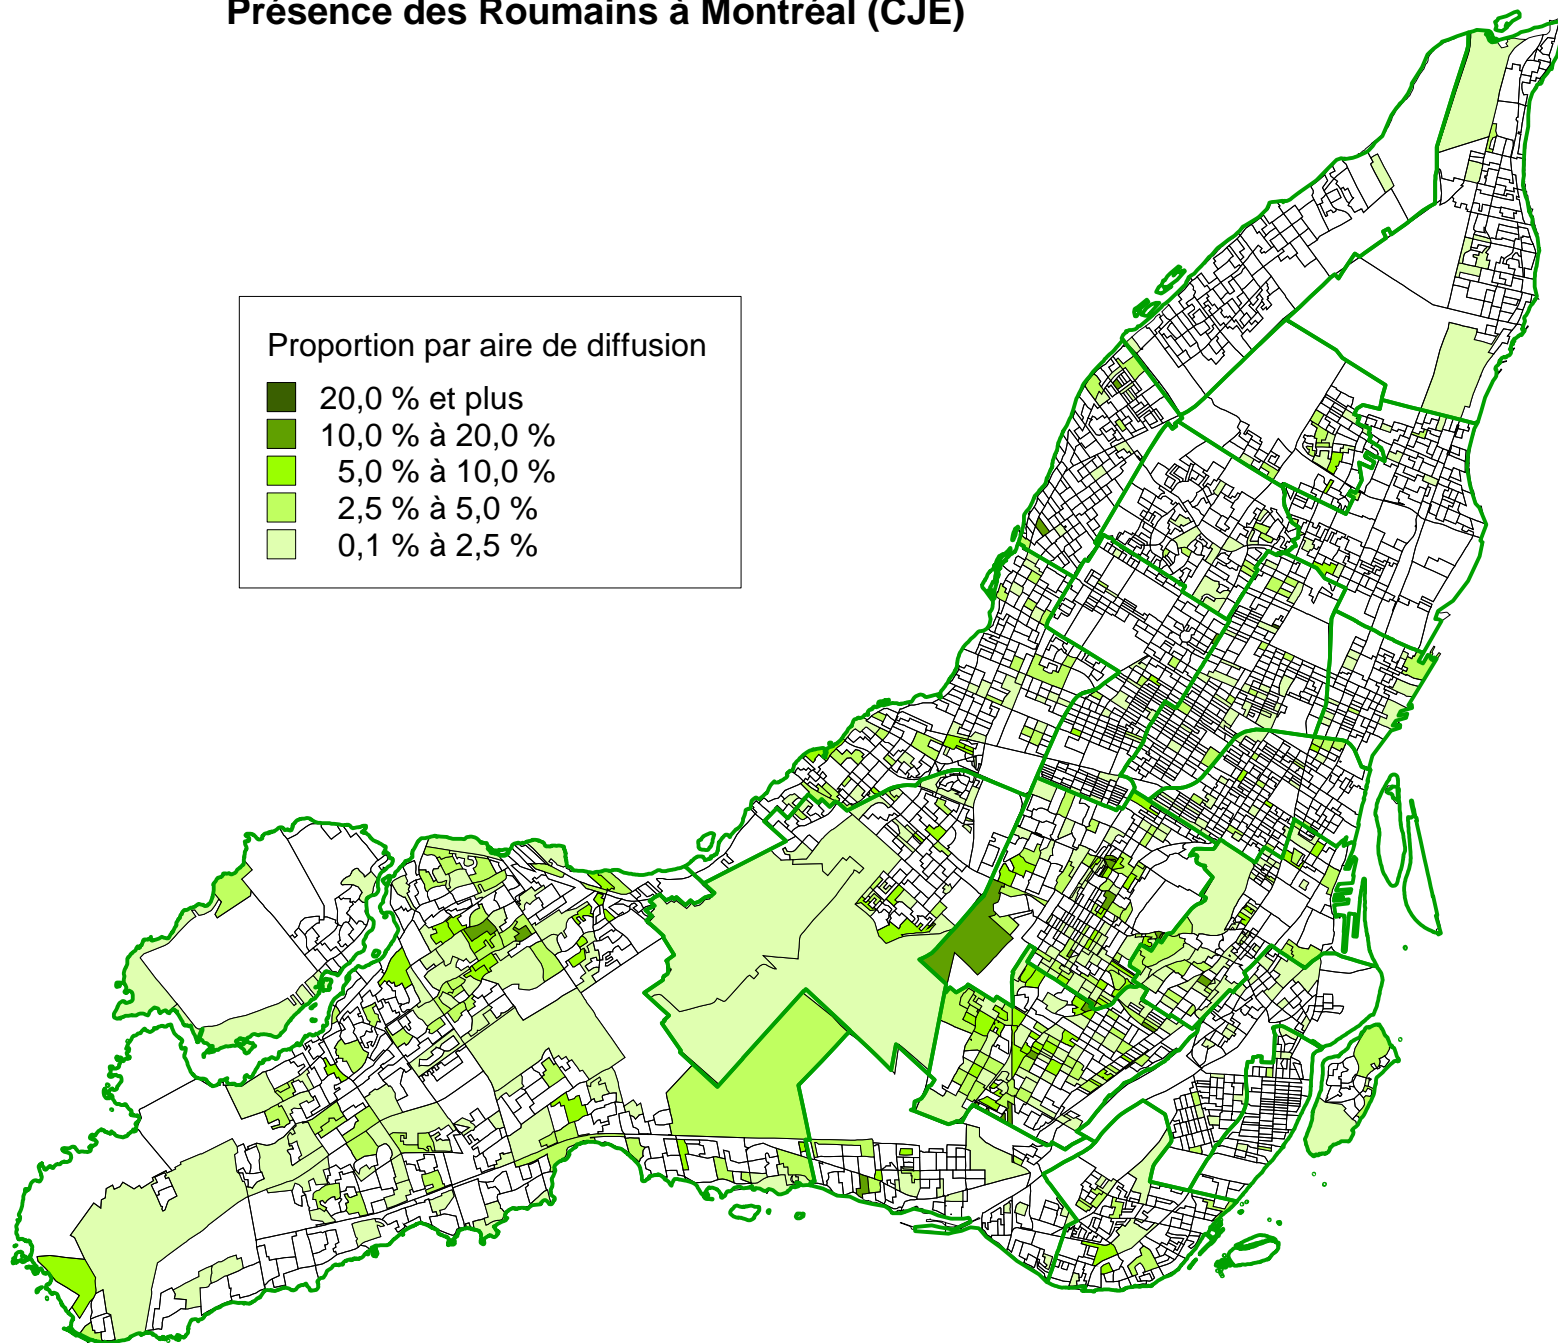 Présence des Roumains à Montréal (CJE)
Proportion par aire de diffusion
20,0 % et plus
10,0 % à 20,0 %
5,0 % à 10,0 %
2,5 % à 5,0 %
0,1 % à 2,5 %